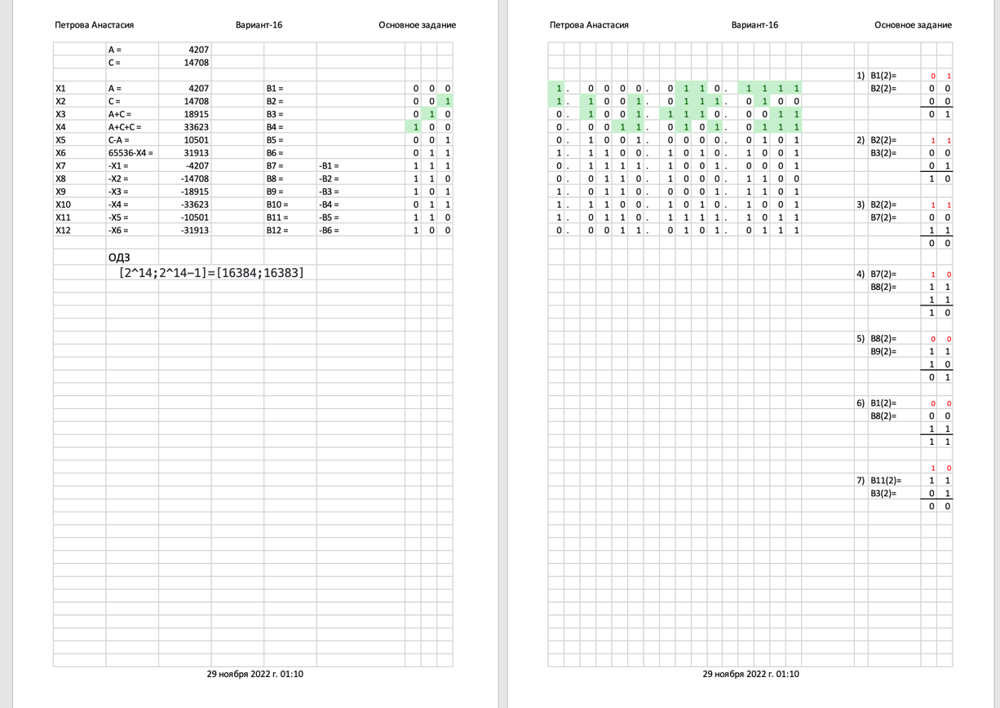 Петрова Анастасия Вариант-16 Основное задание
A = 4207
C = 14708
X1 A = 4207 B1 = 0 0 0
X2 C = 14708 B2 = 0 0 1
X3 A+C = 18915 B3 = 0 1 0
X4 A+C+C = 33623 B4 = 1 0 0
X5 C-A = 10501 B5 = 0 0 1
X6 65536-X4 = 31913 B6 = 0 1 1
X7 -X1 = -4207 B7 = -B1 = 1 1 1
X8 -X2 = -14708 B8 = -B2 = 1 1 0
X9 -X3 = -18915 B9 = -B3 = 1 0 1
X10 -X4 = -33623 B10 = -B4 = 0 1 1
X11 -X5 = -10501 B11 = -B5 = 1 1 0
X12 -X6 = -31913 B12 = -B6 = 1 0 0
ОДЗ
[2^14;2^14−1]=[16384;16383]
29 ноября 2022 г. 01:10
Петрова Анастасия Вариант-16 Основное задание
1) B1(2)= 0 1
1 . 0 0 0 0 . 0 1 1 0 . 1 1 1 1 B2(2)= 0 0
1 . 1 0 0 1 . 0 1 1 1 . 0 1 0 0 0 0
0 . 1 0 0 1 . 1 1 1 0 . 0 0 1 1 0 1
0 . 0 0 1 1 . 0 1 0 1 . 0 1 1 1
0 . 1 0 0 1 . 0 0 0 0 . 0 1 0 1 2) B2(2)= 1 1
1 . 1 1 0 0 . 1 0 1 0 . 1 0 0 1 B3(2)= 0 0
0 . 1 1 1 1 . 1 0 0 1 . 0 0 0 1 0 1
0 . 0 1 1 0 . 1 0 0 0 . 1 1 0 0 1 0
1 . 0 1 1 0 . 0 0 0 1 . 1 1 0 1
1 . 1 1 0 0 . 1 0 1 0 . 1 0 0 1 3) B2(2)= 1 1
1 . 0 1 1 0 . 1 1 1 1 . 1 0 1 1 B7(2)= 0 0
0 . 0 0 1 1 . 0 1 0 1 . 0 1 1 1 1 1
0 0
4) B7(2)= 1 0
B8(2)= 1 1
1 1
1 0
5) B8(2)= 0 0
B9(2)= 1 1
1 0
0 1
6) B1(2)= 0 0
B8(2)= 0 0
1 1
1 1
1 0
7) B11(2)= 1 1
B3(2)= 0 1
0 0
29 ноября 2022 г. 01:10